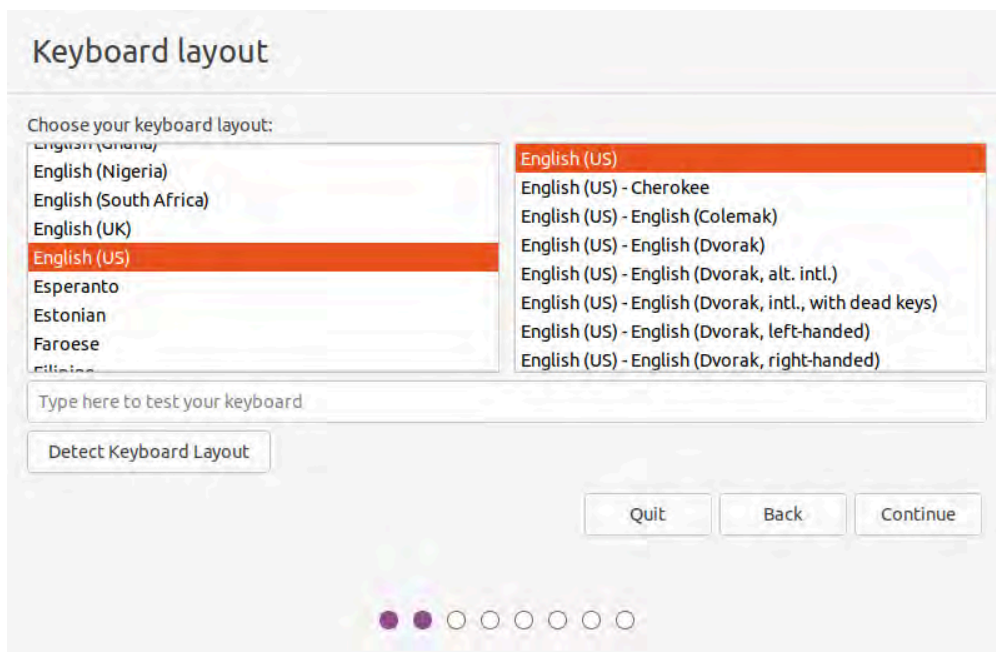 Keyboard layout
Choose your keyboard layout:
English (Ghana)
English (Nigeria)
English (South Africa)
English (UK)
English (US)
Esperanto
Estonian
Faroese
Filipino
English (US)
English (US) - Cherokee
English (US) - English (Colemak)
English (US) - English (Dvorak)
English (US) - English (Dvorak, alt. intl.)
English (US) - English (Dvorak, intl., with dead keys)
English (US) - English (Dvorak, left-handed)
English (US) - English (Dvorak, right-handed)
Type here to test your keyboard
Detect Keyboard Layout
Quit
Back
Continue